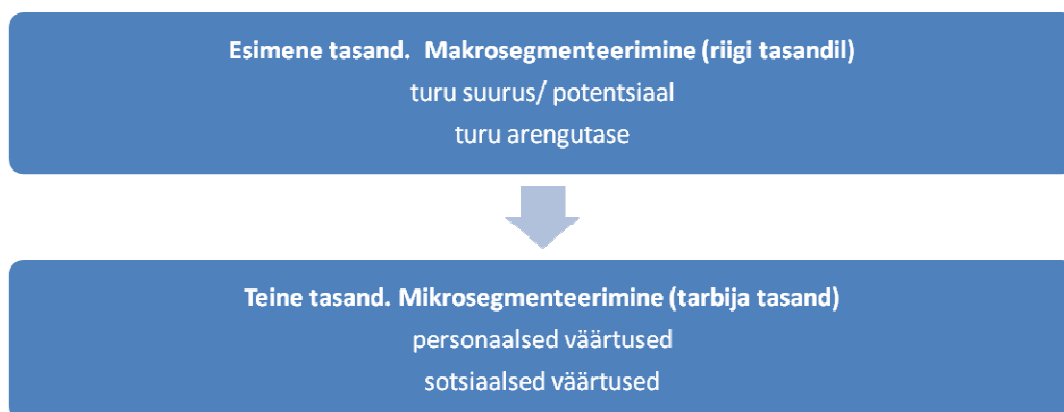 Esimene tasand. Makrosegmenteerimine (riigi tasandil)
turu suurus/ potentsiaal
turu arengutase
Teine tasand. Mikrosegmenteerimine (tarbija tasand)
personaalsed väärtused
sotsiaalsed väärtused